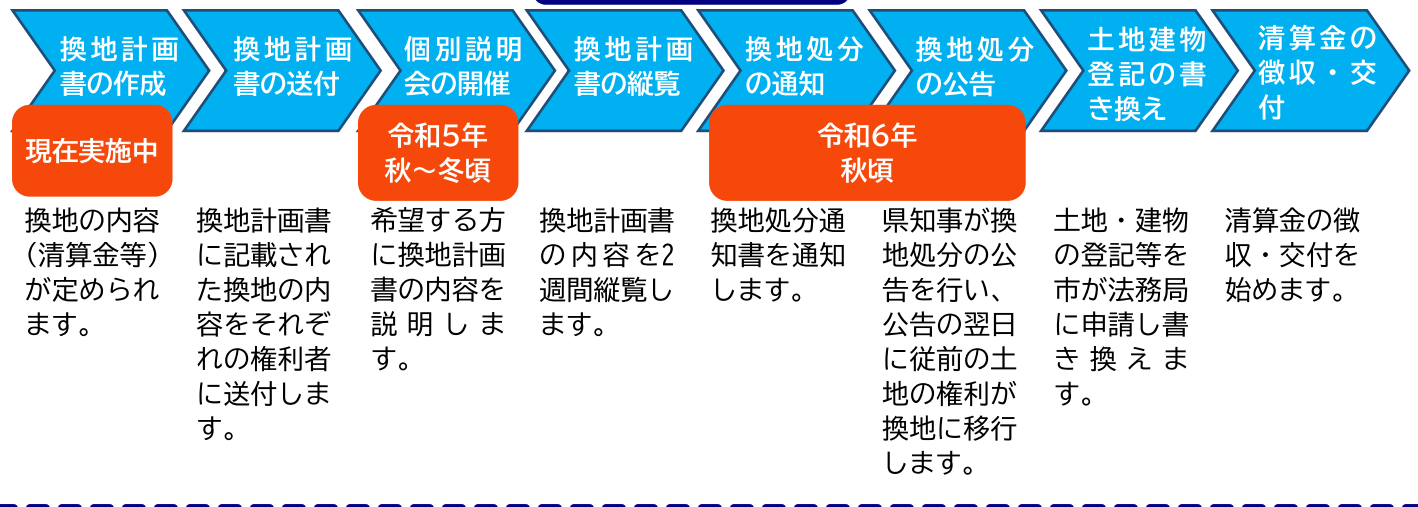 換地計画
書の作成
換地計画
書の送付
個別説明
会の開催
換地計画
書の縦覧
換地処分
の通知
換地処分
の公告
土地建物
登記の書
き換え
清算金の
徴収・交
付
現在実施中
令和5年
秋～冬頃
令和6年
秋頃
換地の内容
（清算金等）
が定められ
ます。
換地計画書
に記載され
た換地の内
容をそれぞ
れの権利者
に送付しま
す。
希望する方
に換地計画
書の内容を
説明しま
す。
換地計画書
の内容を2
週間縦覧し
ます。
換地処分通
知書を通知
します。
県知事が換
地処分の公
告を行い、
公告の翌日
に従前の土
地の権利が
換地に移行
します。
土地・建物
の登記等を
市が法務局
に申請し書
き換えま
す。
清算金の徴
収・交付を
始めます。